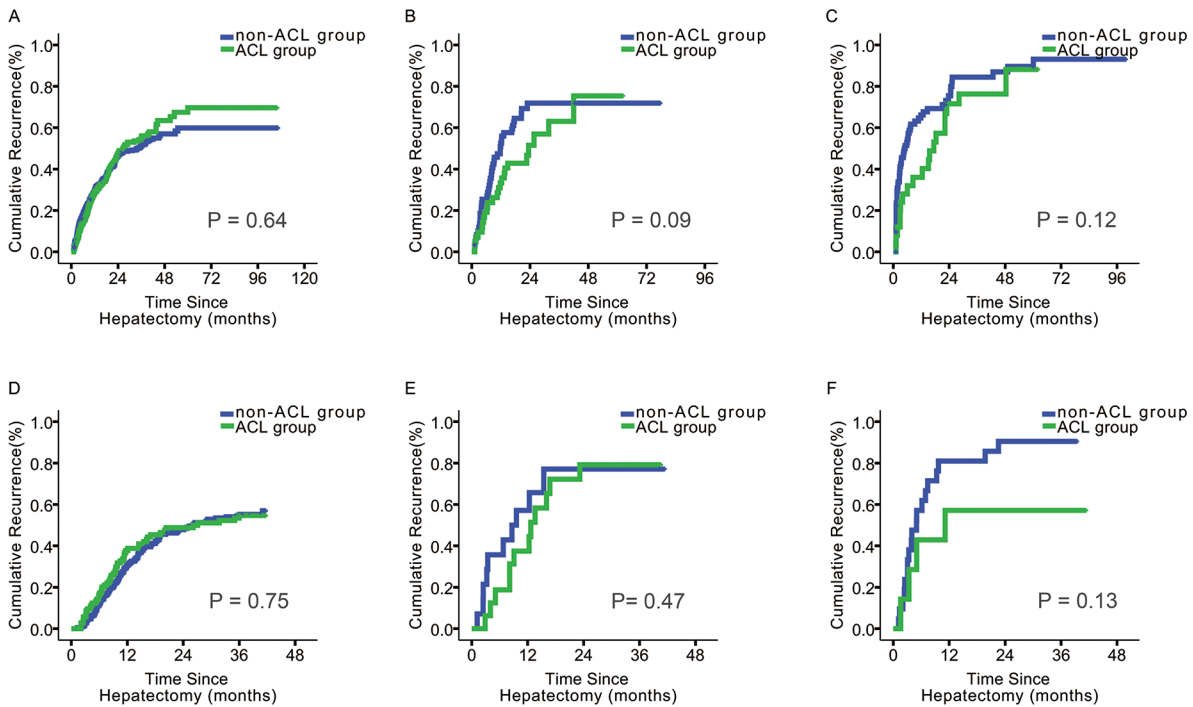 A
non-ACL group
ACL group
Cumulative Recurrence(%)
1.0
0.8
0.6
0.4
0.2
0.0
P = 0.64
0 24 48 72 96 120
Time Since
Hepatectomy (months)
B
non-ACL group
ACL group
Cumulative Recurrence(%)
1.0
0.8
0.6
0.4
0.2
0.0
P = 0.09
0 24 48 72 96
Time Since
Hepatectomy (months)
C
non-ACL group
ACL group
Cumulative Recurrence(%)
1.0
0.8
0.6
0.4
0.2
0.0
P = 0.12
0 24 48 72 96
Time Since
Hepatectomy (months)
D
non-ACL group
ACL group
Cumulative Recurrence(%)
1.0
0.8
0.6
0.4
0.2
0.0
P = 0.75
0 12 24 36 48
Time Since
Hepatectomy (months)
E
non-ACL group
ACL group
Cumulative Recurrence(%)
1.0
0.8
0.6
0.4
0.2
0.0
P= 0.47
0 12 24 36 48
Time Since
Hepatectomy (months)
F
non-ACL group
ACL group
Cumulative Recurrence(%)
1.0
0.8
0.6
0.4
0.2
0.0
P = 0.13
0 12 24 36 48
Time Since
Hepatectomy (months)